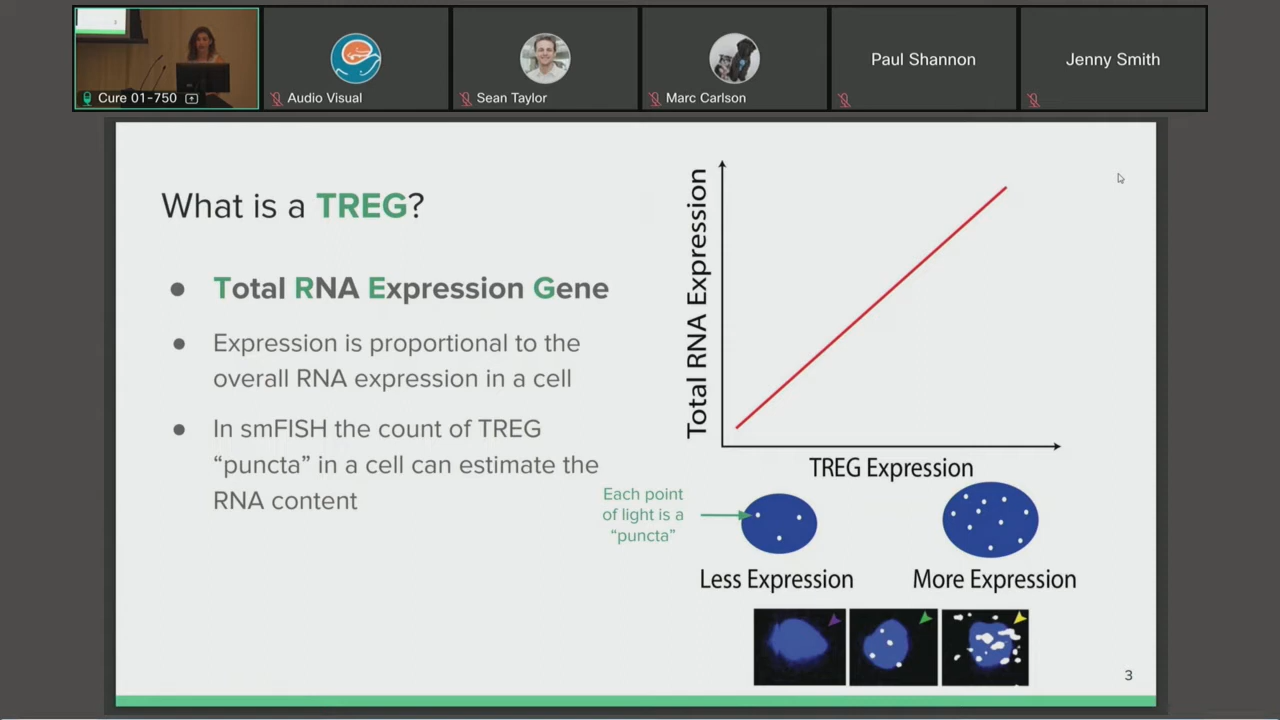 Cure 01-750
Audio Visual
Sean Taylor
Marc Carlson
Paul Shannon
Jenny Smith
What is a TREG?
● Total RNA Expression Gene
● Expression is proportional to the
overall RNA expression in a cell
● In smFISH the count of TREG
“puncta” in a cell can estimate the
RNA content
Total RNA Expression
TREG Expression
Each point
of light is a
“puncta”
Less Expression
More Expression
3